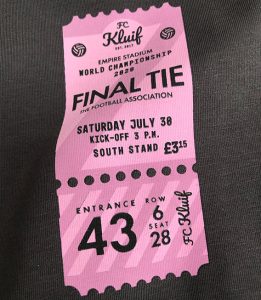 FC
Kluif
EST. 2017
EMPIRE STADIUM
WORLD CHAMPIONSHIP
2020
FINAL TIE
THE FOOTBALL ASSOCIATION
SATURDAY JULY 30
KICK-OFF 3 P.M.
SOUTH STAND £3:15
ENTRANCE
43
ROW
6
SEAT
28
FC Kluif